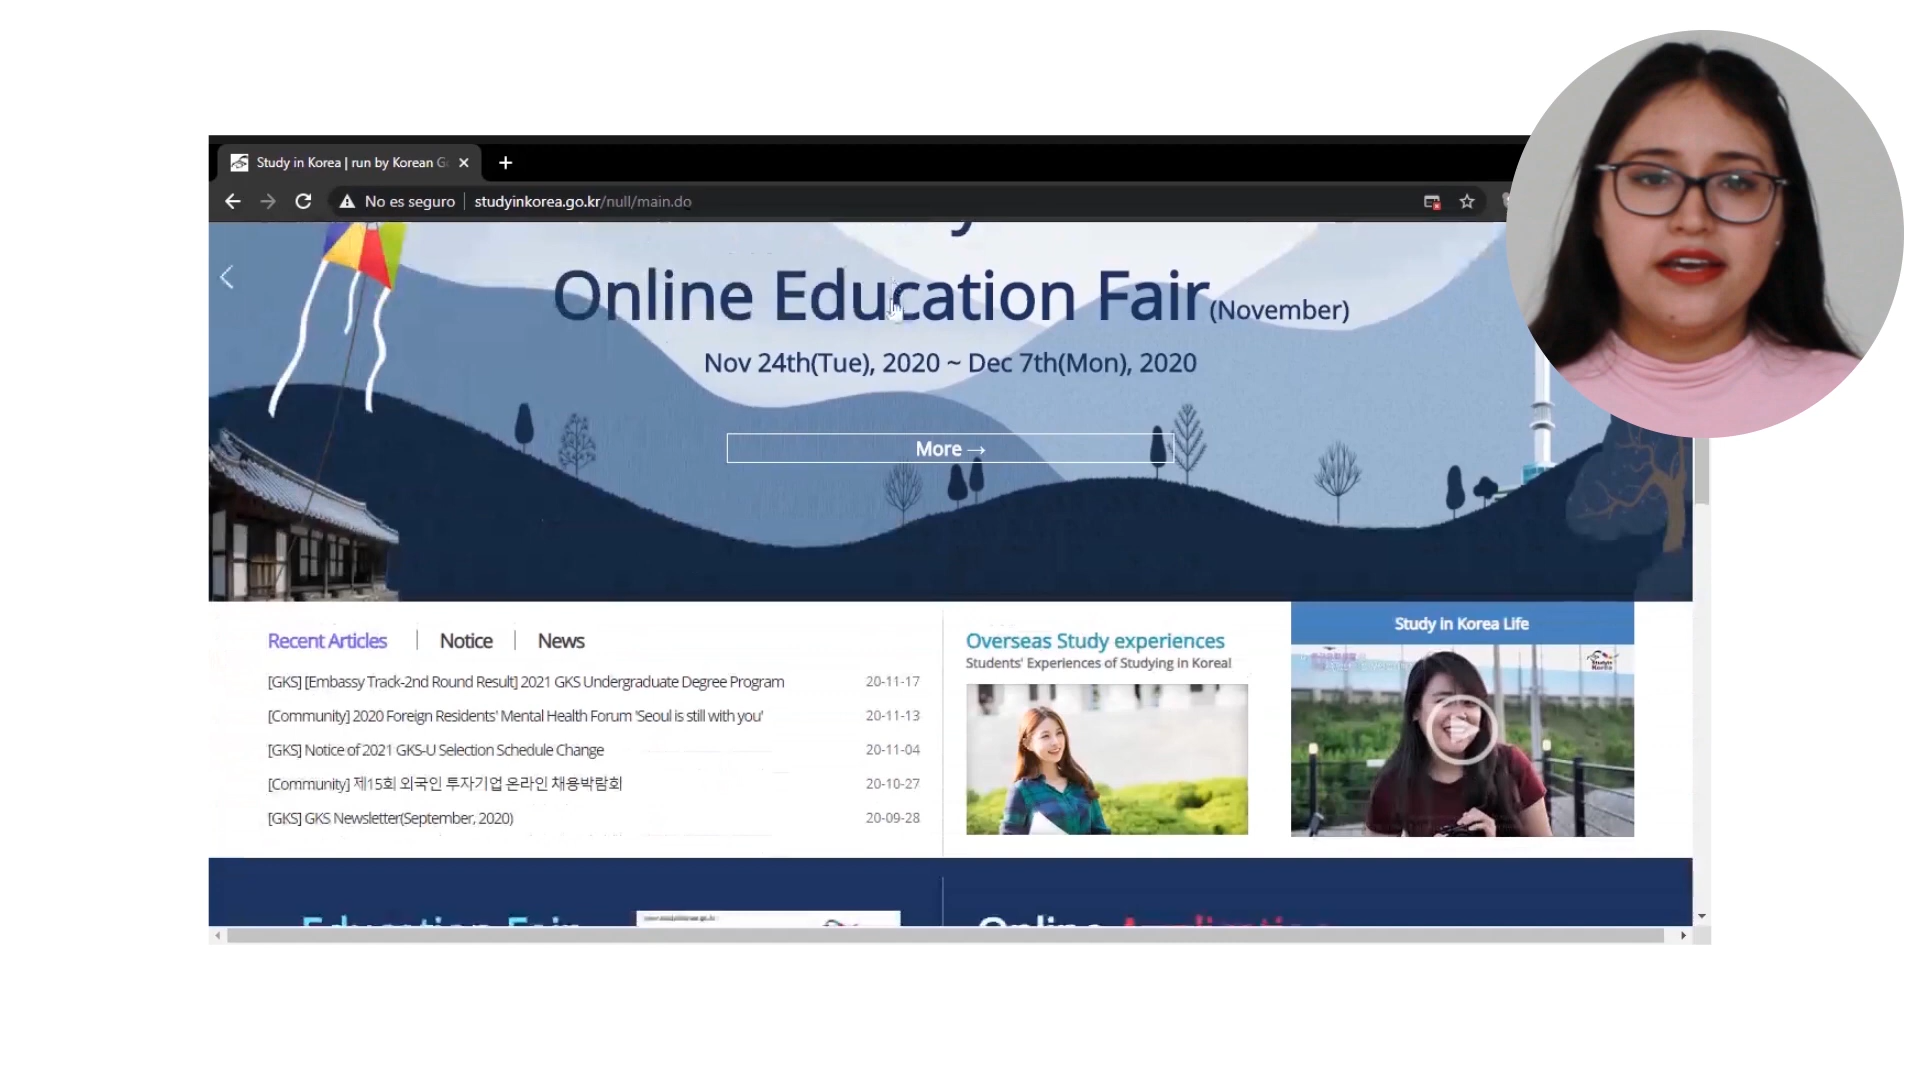 Study in Korea | run by Korean G
No es seguro
studyinkorea.go.kr/null/main.do
Online Education Fair (November)
Nov 24th(Tue), 2020 ~ Dec 7th(Mon), 2020
More →
Recent Articles | Notice | News
[GKS] [Embassy Track-2nd Round Result] 2021 GKS Undergraduate Degree Program 20-11-17
[Community] 2020 Foreign Residents' Mental Health Forum 'Seoul is still with you' 20-11-13
[GKS] Notice of 2021 GKS-U Selection Schedule Change 20-11-04
[Community] 제15회 외국인 투자기업 온라인 채용박람회 20-10-27
[GKS] GKS Newsletter(September, 2020) 20-09-28
Overseas Study experiences
Students' Experiences of Studying in Korea!
Study in Korea Life
Education Fair
Online Application